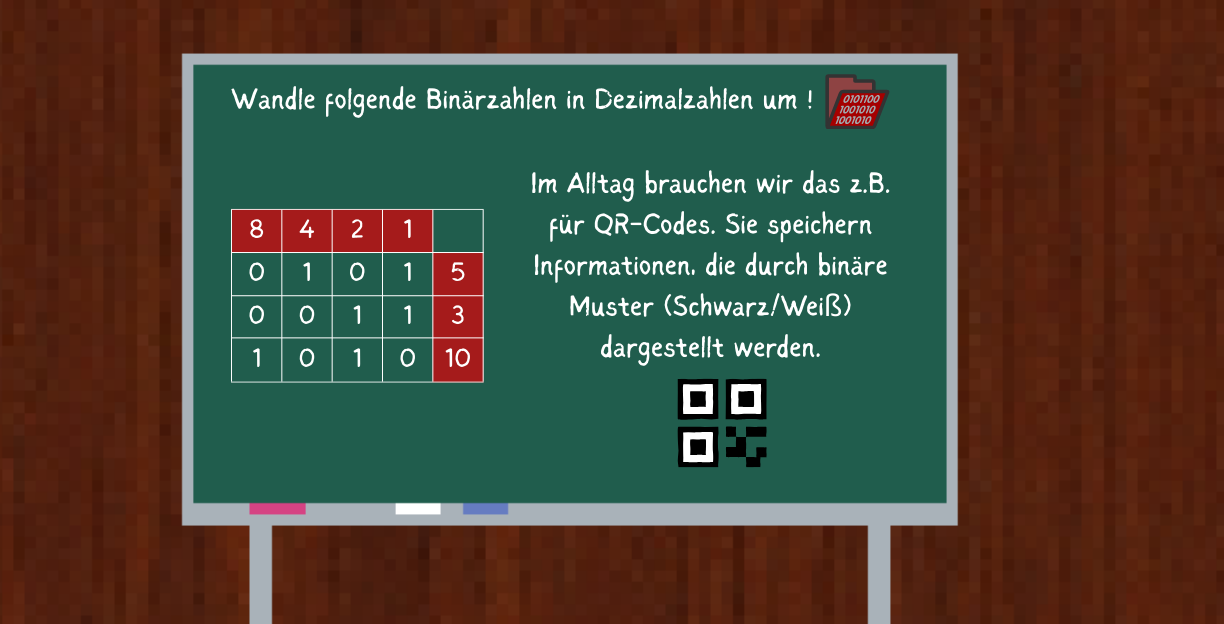 Wandle folgende Binärzahlen in Dezimalzahlen um !
0101100
1001010
1001010
Im Alltag brauchen wir das z.B.
für QR-Codes. Sie speichern
Informationen, die durch binäre
Muster (Schwarz/Weiß)
dargestellt werden.
8 4 2 1
0 1 0 1 5
0 0 1 1 3
1 0 1 0 10